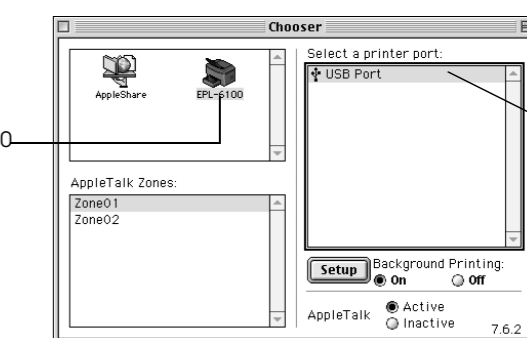 Chooser
AppleShare
EPL-6100
0
AppleTalk Zones:
Zone01
Zone02
Select a printer port:
USB Port
Setup
Background Printing:
On Off
AppleTalk
Active
Inactive
7.6.2